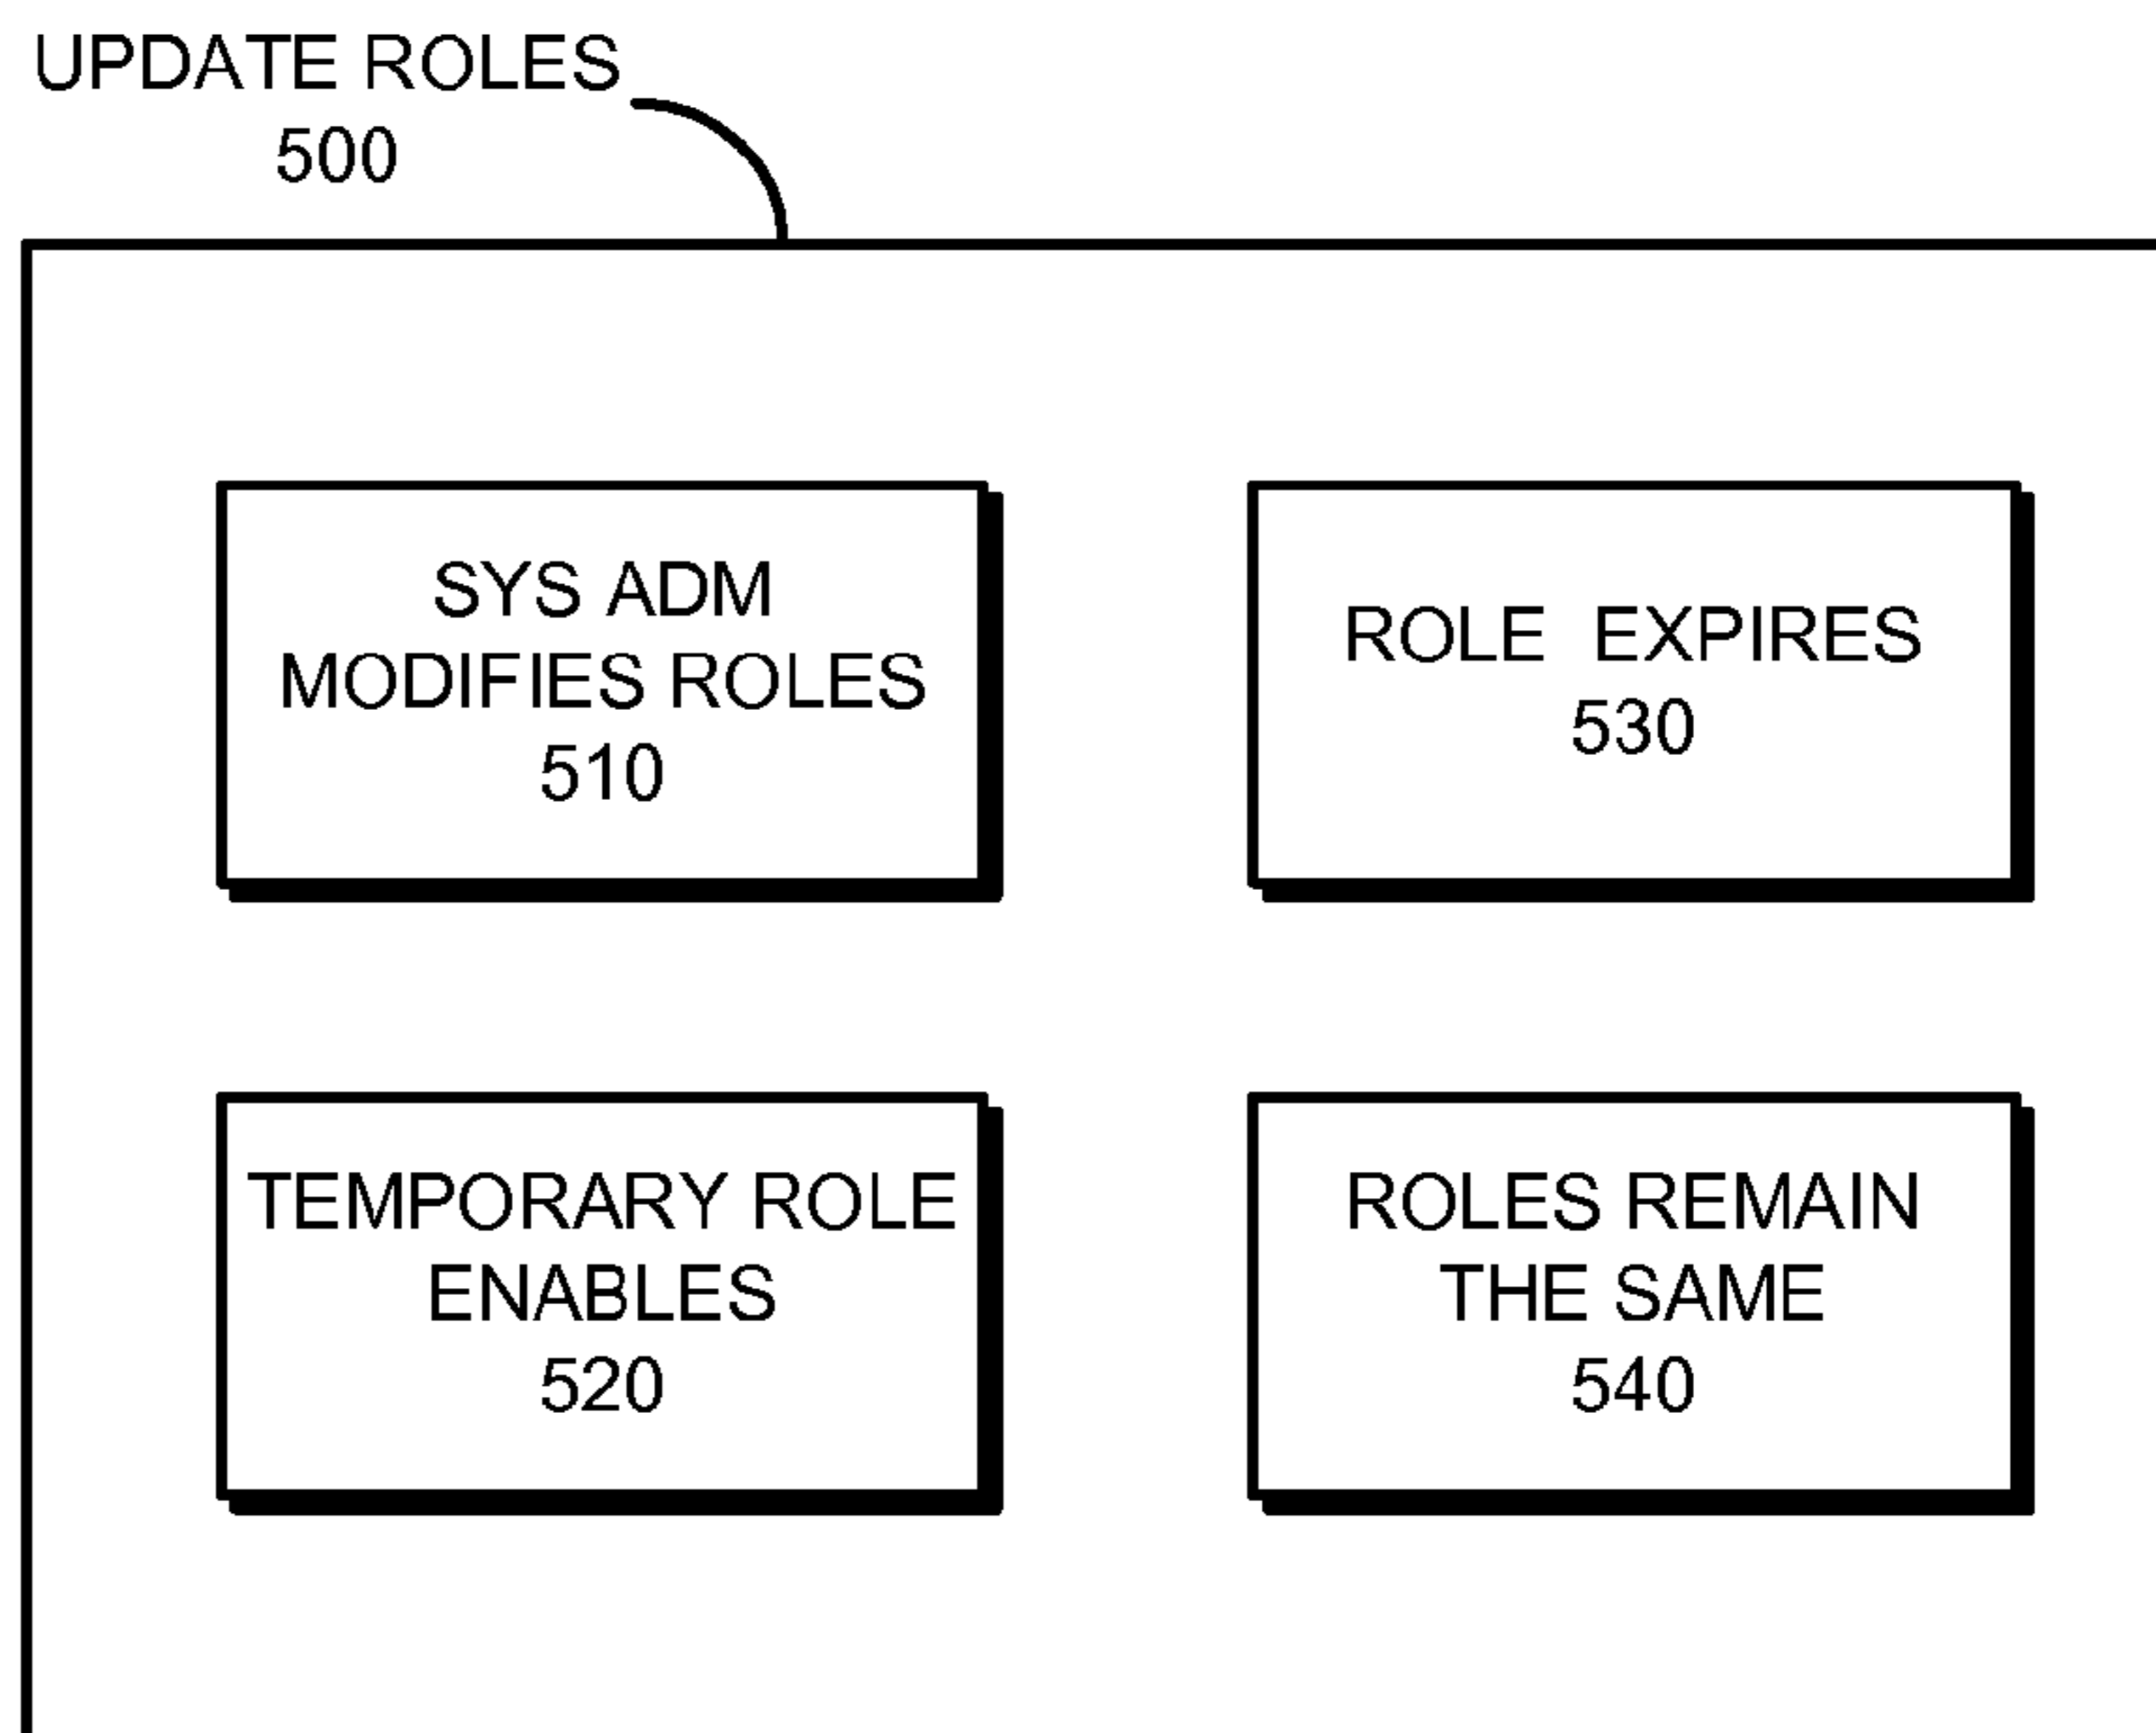 UPDATE ROLES
500
SYS ADM
MODIFIES ROLES
510
ROLE EXPIRES
530
TEMPORARY ROLE
ENABLES
520
ROLES REMAIN
THE SAME
540